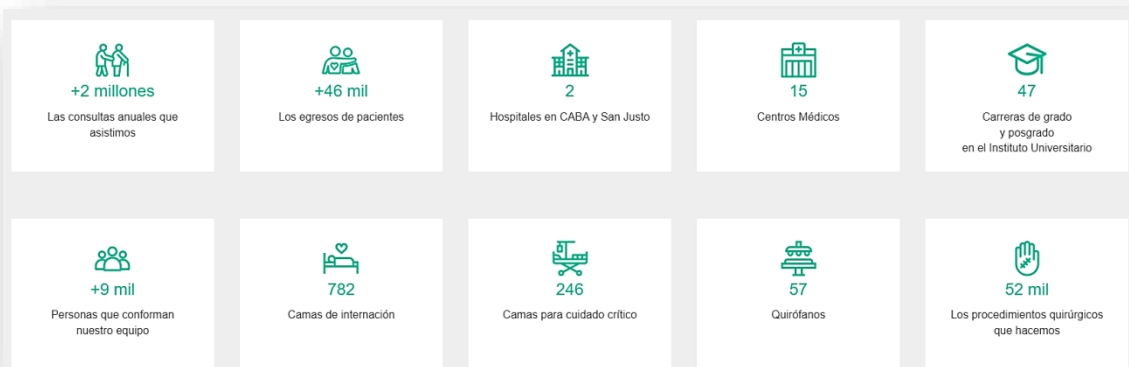 +2 millones
Las consultas anuales que
asistimos
+46 mil
Los egresos de pacientes
2
Hospitales en CABA y San Justo
15
Centros Médicos
47
Carreras de grado
y posgrado
en el Instituto Universitario
+9 mil
Personas que conforman
nuestro equipo
782
Camas de internación
246
Camas para cuidado crítico
57
Quirófanos
52 mil
Los procedimientos quirúrgicos
que hacemos